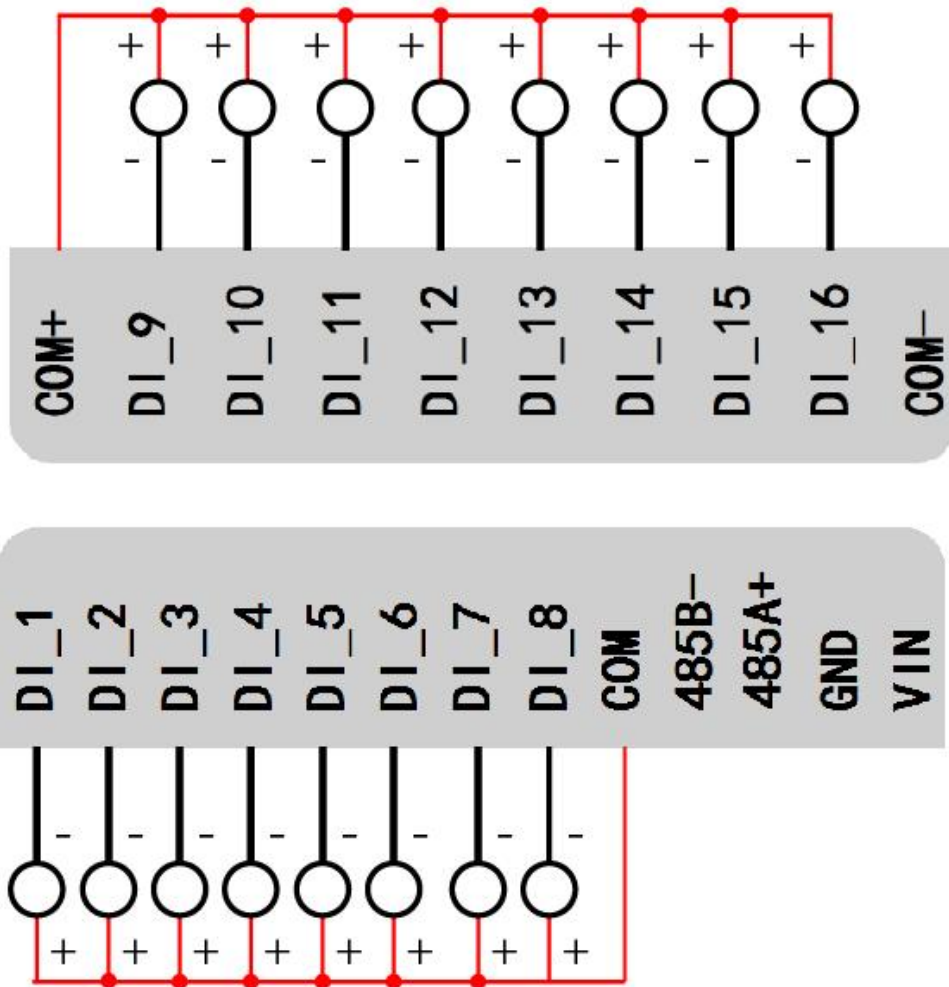 + + + + + + + +
- - - - - - - -
COM+ DI_9 DI_10 DI_11 DI_12 DI_13 DI_14 DI_15 DI_16 COM-
DI_1 DI_2 DI_3 DI_4 DI_5 DI_6 DI_7 DI_8 COM 485B- 485A+ GND VIN
- - - - - - - -
+ + + + + + + +